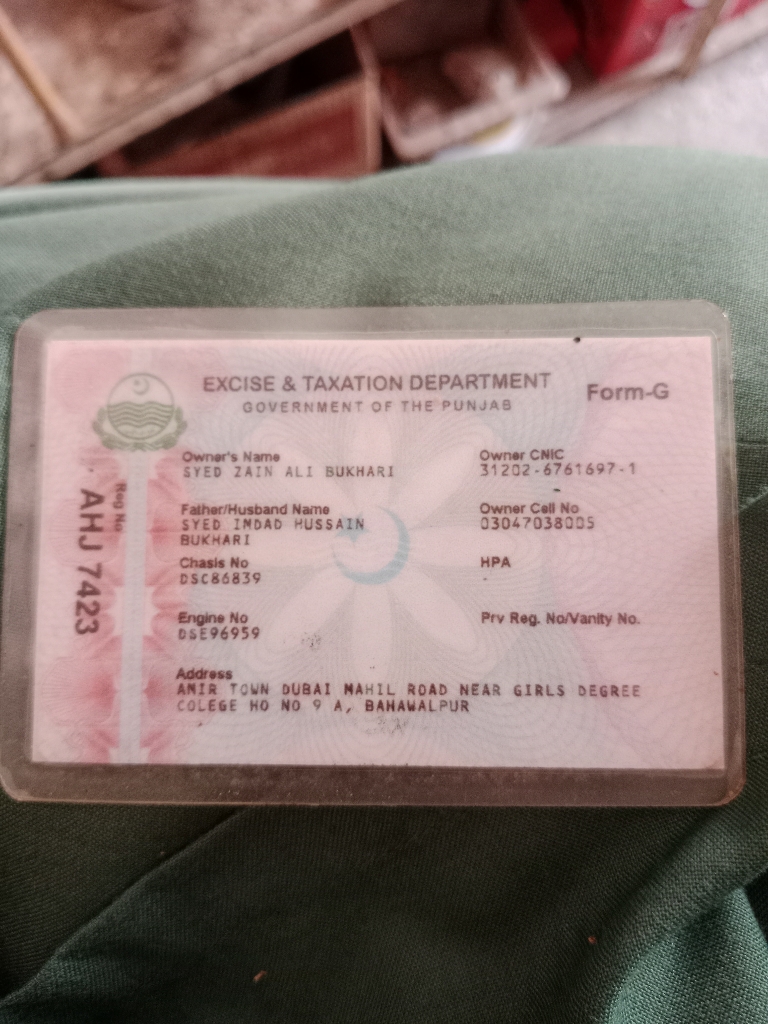 EXCISE & TAXATION DEPARTMENT
GOVERNMENT OF THE PUNJAB
Form-G
Reg No
AHJ 7423
Owner's Name
SYED ZAIN ALI BUKHARI
Owner CNIC
31202-6761697-1
Father/Husband Name
SYED IMDAD HUSSAIN
BUKHARI
Owner Cell No
03047038005
Chasis No
DSC86839
HPA
Engine No
DSE96959
Prv Reg. No/Vanity No.
Address
AMIR TOWN DUBAI MAHIL ROAD NEAR GIRLS DEGREE
COLEGE HO NO 9 A, BAHAWALPUR